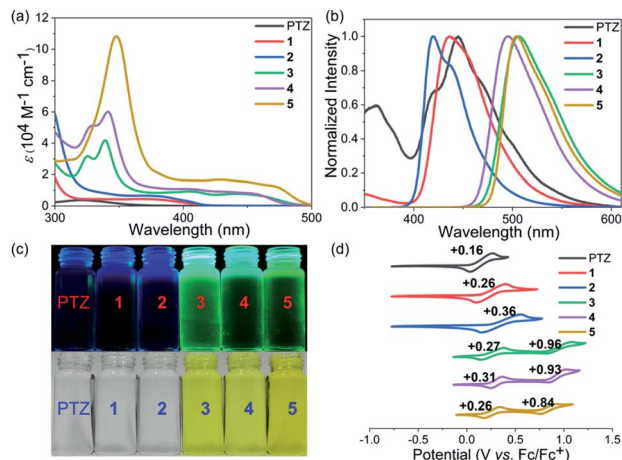 (a)
ε (10⁴ M⁻¹ cm⁻¹)
12
10
8
6
4
2
0
300
400
500
Wavelength (nm)
PTZ
1
2
3
4
5
(b)
Normalized Intensity
1.0
0.8
0.6
0.4
0.2
0.0
400
500
600
Wavelength (nm)
PTZ
1
2
3
4
5
(c)
PTZ 1 2 3 4 5
PTZ 1 2 3 4 5
(d)
PTZ
1
2
3
4
5
+0.16
+0.26
+0.36
+0.27 +0.96
+0.31 +0.93
+0.26 +0.84
-1.0 -0.5 0.0 0.5 1.0 1.5
Potential (V vs. Fc/Fc⁺)